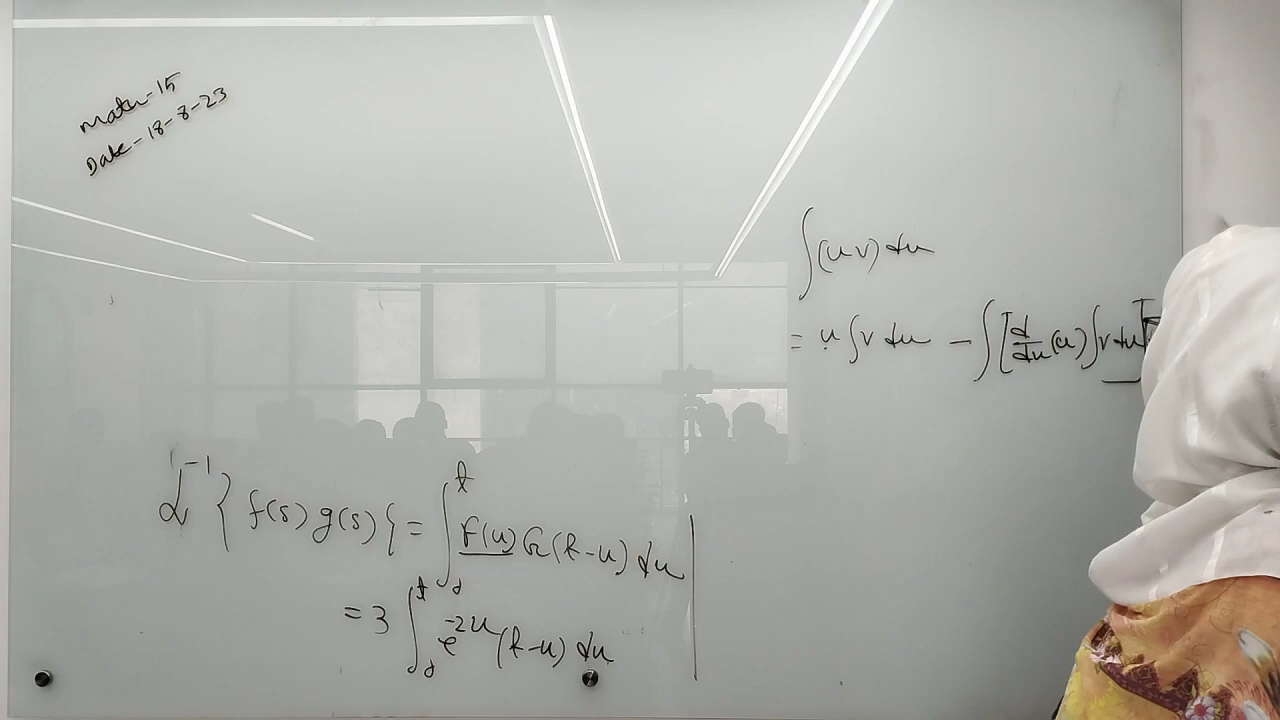 Math-15
Date-18-8-23
∫(uv) du
= u ∫v du - ∫[d/du (u) ∫v du]
L⁻¹ { f(s) g(s) } = ∫₀ᵗ F(u) G(t-u) du
= 3 ∫₀ᵗ e⁻²ᵘ (t-u) du